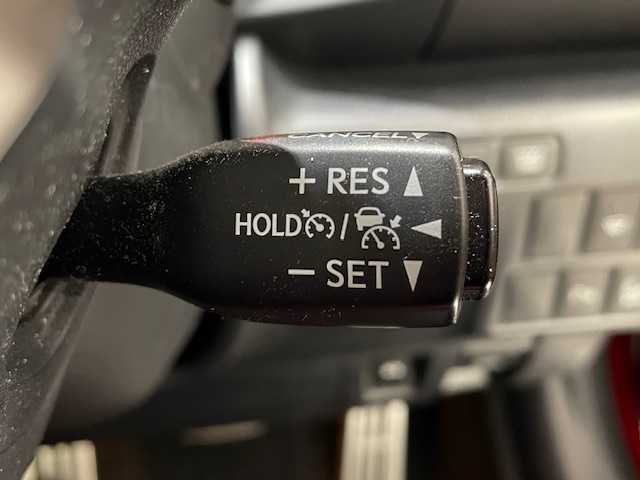 CANCEL
+ RES
HOLD /
− SET